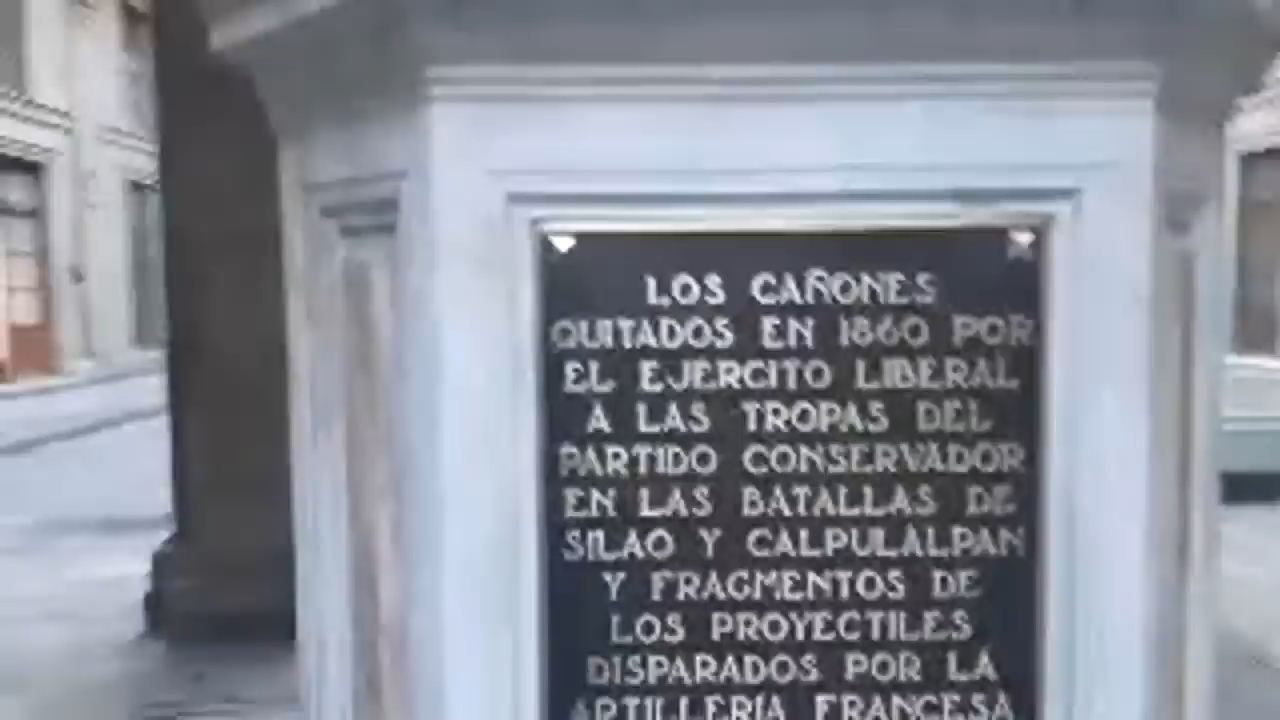 LOS CAÑONES
QUITADOS EN 1860 POR
EL EJERCITO LIBERAL
A LAS TROPAS DEL
PARTIDO CONSERVADOR
EN LAS BATALLAS DE
SILAO Y CALPULALPAN
Y FRAGMENTOS DE
LOS PROYECTILES
DISPARADOS POR LA
ARTILLERIA FRANCESA